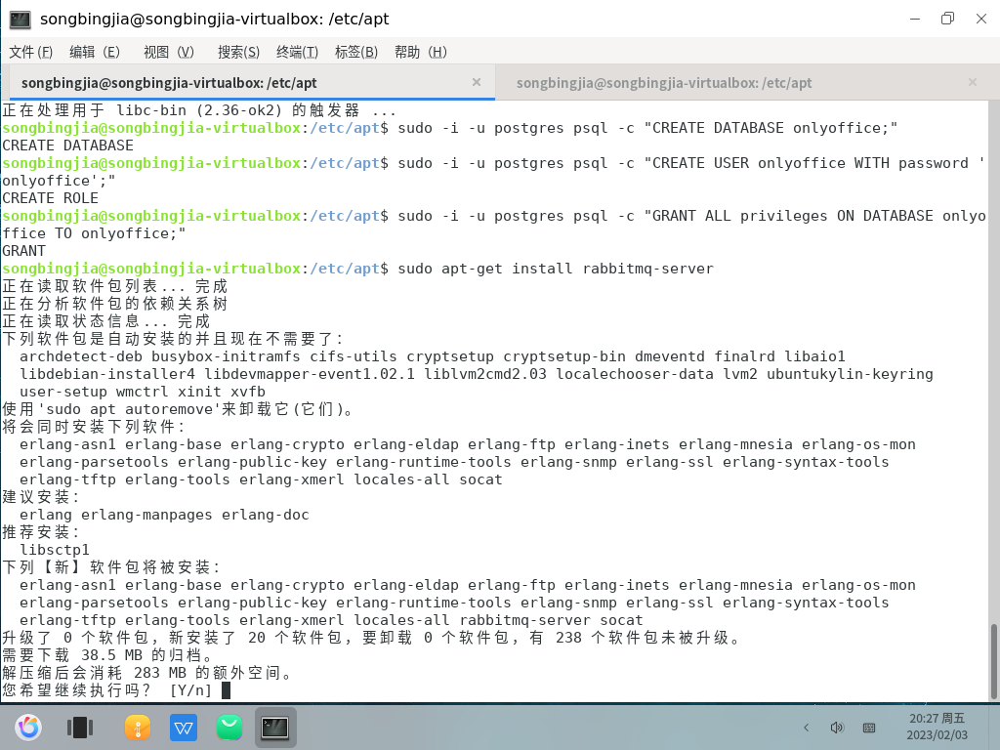 songbingjia@songbingjia-virtualbox: /etc/apt
文件(F) 编辑（E） 视图（V） 搜索(S) 终端(T) 标签(B) 帮助（H）
songbingjia@songbingjia-virtualbox: /etc/apt × songbingjia@songbingjia-virtualbox: /etc/apt ×
正在处理用于 libc-bin (2.36-ok2) 的触发器 ...
songbingjia@songbingjia-virtualbox:/etc/apt$ sudo -i -u postgres psql -c "CREATE DATABASE onlyoffice;"
CREATE DATABASE
songbingjia@songbingjia-virtualbox:/etc/apt$ sudo -i -u postgres psql -c "CREATE USER onlyoffice WITH password '
onlyoffice';"
CREATE ROLE
songbingjia@songbingjia-virtualbox:/etc/apt$ sudo -i -u postgres psql -c "GRANT ALL privileges ON DATABASE onlyo
ffice TO onlyoffice;"
GRANT
songbingjia@songbingjia-virtualbox:/etc/apt$ sudo apt-get install rabbitmq-server
正在读取软件包列表... 完成
正在分析软件包的依赖关系树
正在读取状态信息... 完成
下列软件包是自动安装的并且现在不需要了：
  archdetect-deb busybox-initramfs cifs-utils cryptsetup cryptsetup-bin dmeventd finalrd libaio1
  libdebian-installer4 libdevmapper-event1.02.1 liblvm2cmd2.03 localechooser-data lvm2 ubuntukylin-keyring
  user-setup wmctrl xinit xvfb
使用'sudo apt autoremove'来卸载它(它们)。
将会同时安装下列软件：
  erlang-asn1 erlang-base erlang-crypto erlang-eldap erlang-ftp erlang-inets erlang-mnesia erlang-os-mon
  erlang-parsetools erlang-public-key erlang-runtime-tools erlang-snmp erlang-ssl erlang-syntax-tools
  erlang-tftp erlang-tools erlang-xmerl locales-all socat
建议安装：
  erlang erlang-manpages erlang-doc
推荐安装：
  libsctp1
下列【新】软件包将被安装：
  erlang-asn1 erlang-base erlang-crypto erlang-eldap erlang-ftp erlang-inets erlang-mnesia erlang-os-mon
  erlang-parsetools erlang-public-key erlang-runtime-tools erlang-snmp erlang-ssl erlang-syntax-tools
  erlang-tftp erlang-tools erlang-xmerl locales-all rabbitmq-server socat
升级了 0 个软件包，新安装了 20 个软件包，要卸载 0 个软件包，有 238 个软件包未被升级。
需要下载 38.5 MB 的归档。
解压缩后会消耗 283 MB 的额外空间。
您希望继续执行吗？ [Y/n]
20:27 周五
2023/02/03